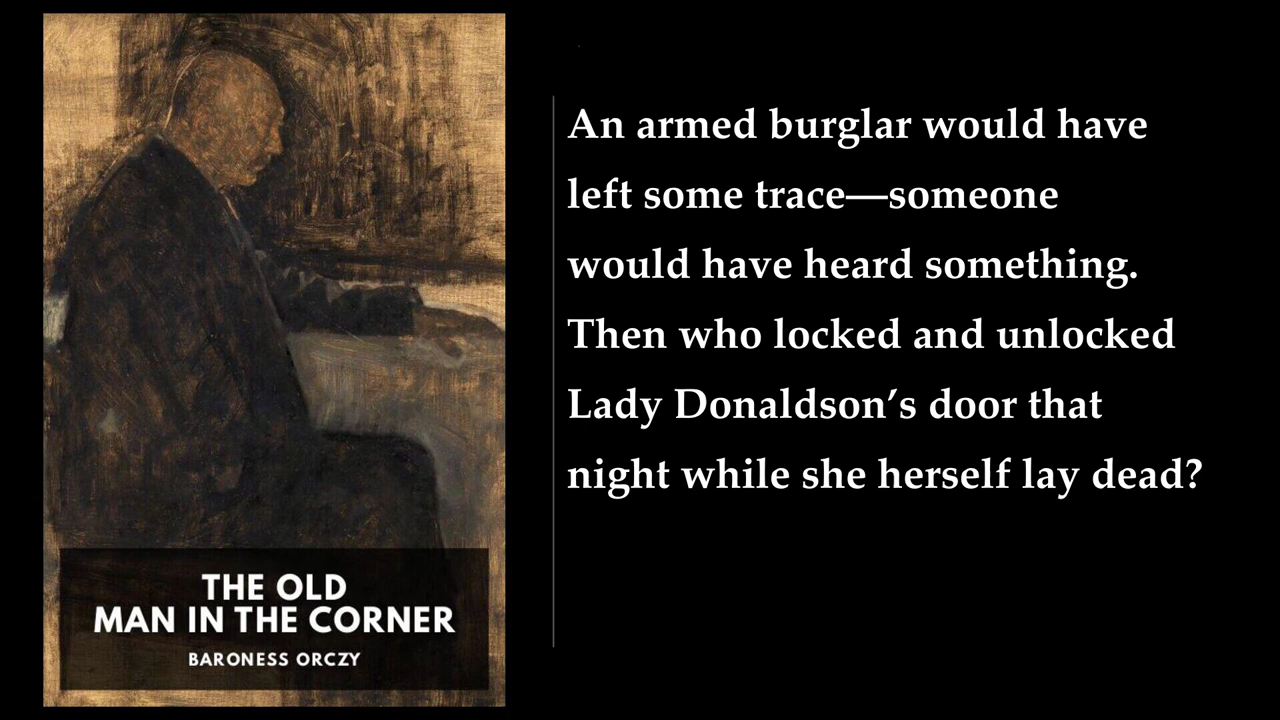 An armed burglar would have
left some trace—someone
would have heard something.
Then who locked and unlocked
Lady Donaldson’s door that
night while she herself lay dead?
THE OLD
MAN IN THE CORNER
BARONESS ORCZY